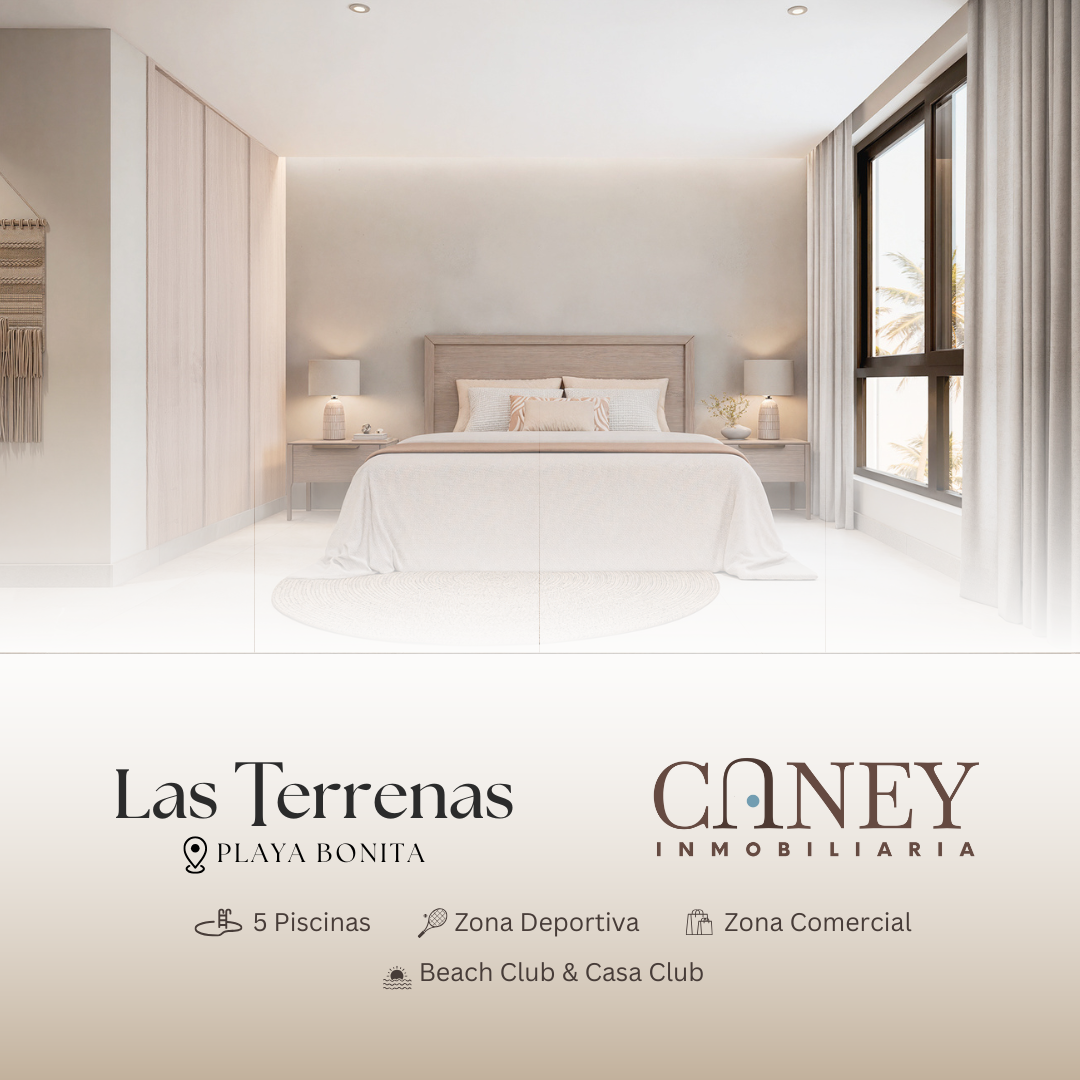 Las Terrenas
PLAYA BONITA
CANEY
INMOBILIARIA
5 Piscinas
Zona Deportiva
Zona Comercial
Beach Club & Casa Club